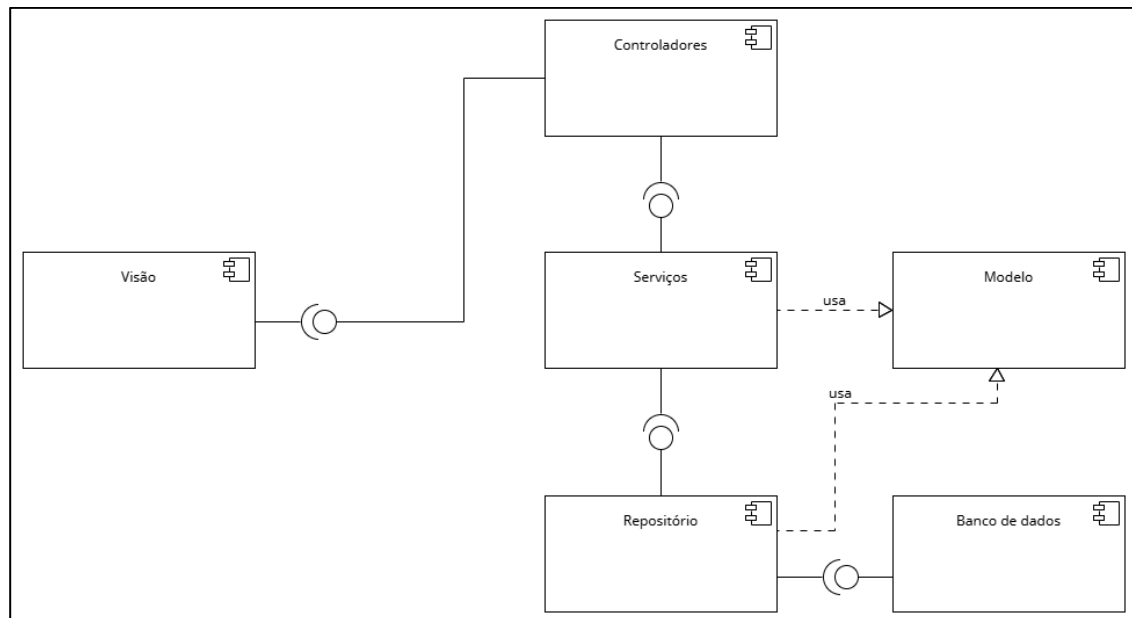 Controladores
Visão
Serviços
usa
Modelo
usa
Repositório
Banco de dados